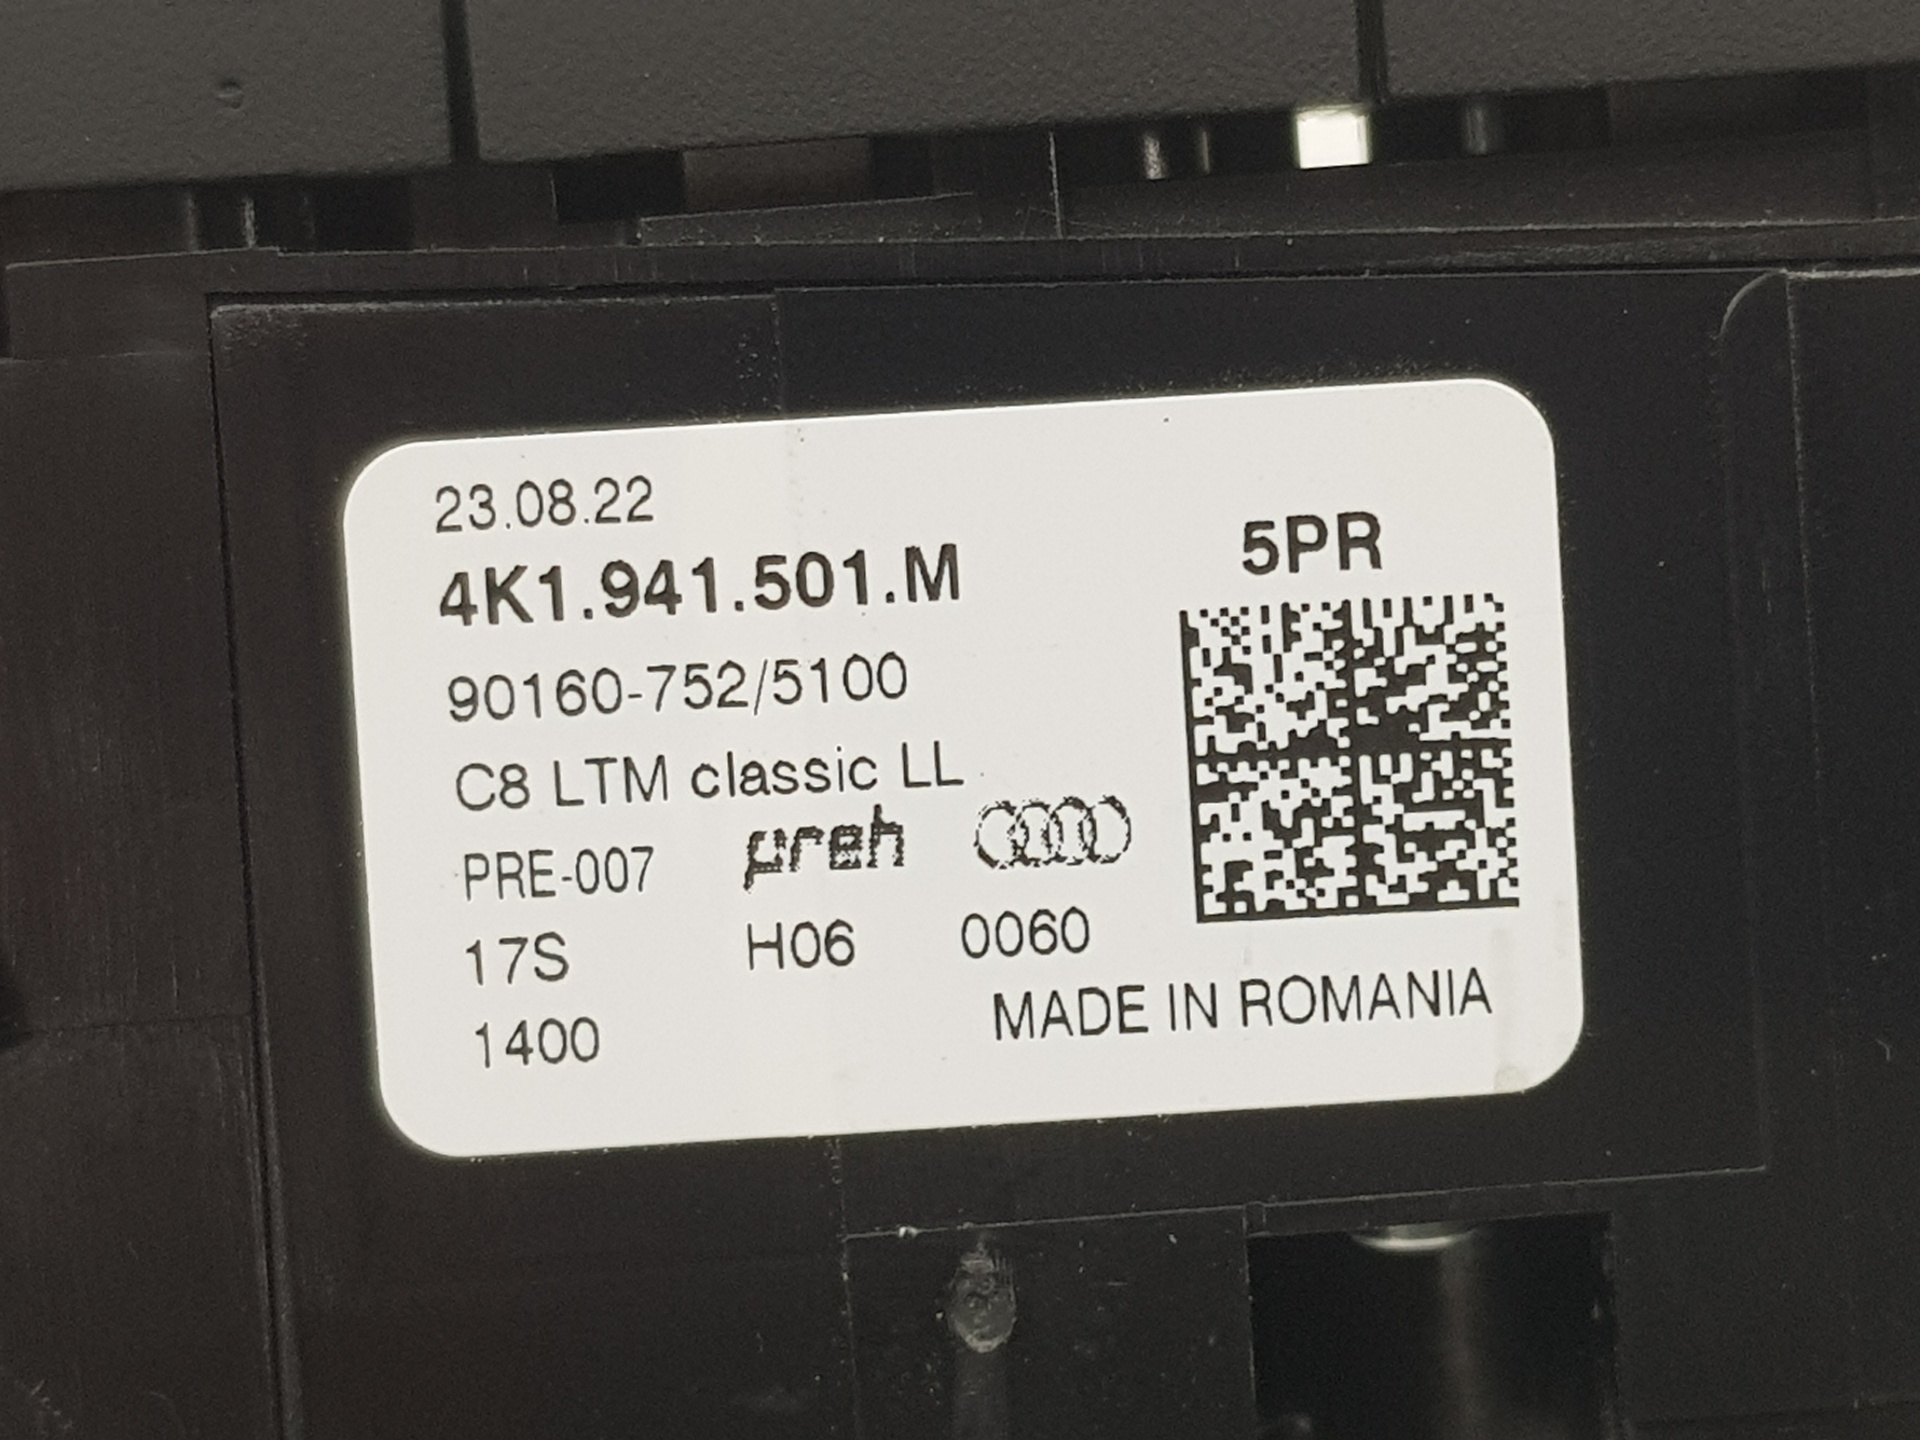 23.08.22
4K1.941.501.M
5PR
90160-752/5100
C8 LTM classic LL
PRE-007 preh
17S H06 0060
1400 MADE IN ROMANIA